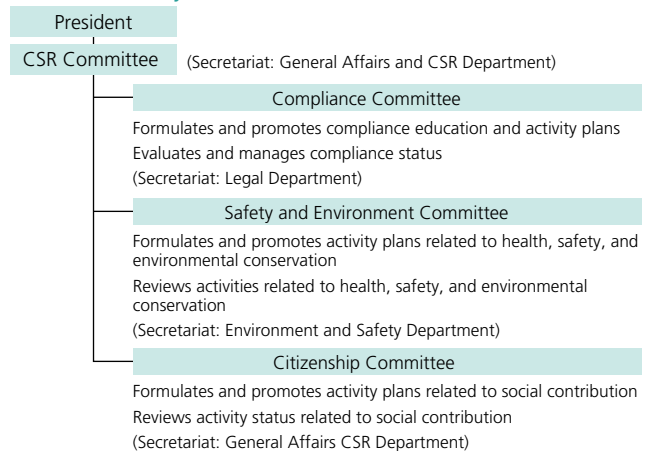 President
CSR Committee (Secretariat: General Affairs and CSR Department)
Compliance Committee
Formulates and promotes compliance education and activity plans
Evaluates and manages compliance status
(Secretariat: Legal Department)
Safety and Environment Committee
Formulates and promotes activity plans related to health, safety, and
environmental conservation
Reviews activities related to health, safety, and environmental
conservation
(Secretariat: Environment and Safety Department)
Citizenship Committee
Formulates and promotes activity plans related to social contribution
Reviews activity status related to social contribution
(Secretariat: General Affairs CSR Department)